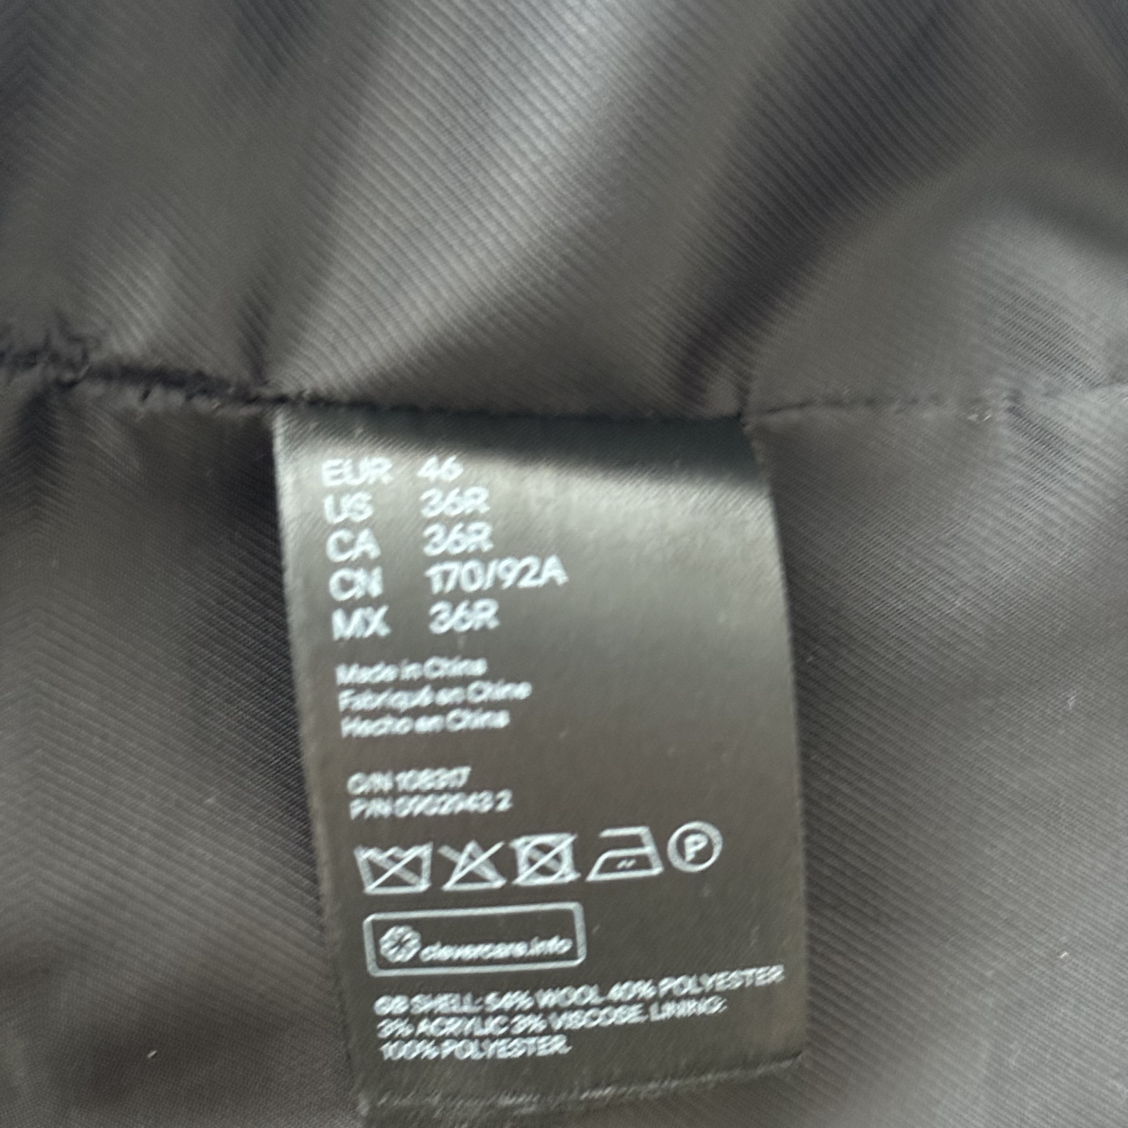 EUR 46
US 36R
CA 36R
CN 170/92A
MX 36R
Made in China
Fabriqué en Chine
Hecho en China
O/N 108317
P/N 0902943 2
P
clevercare.info
GB SHELL: 54% WOOL 40% POLYESTER
3% ACRYLIC 3% VISCOSE. LINING:
100% POLYESTER.